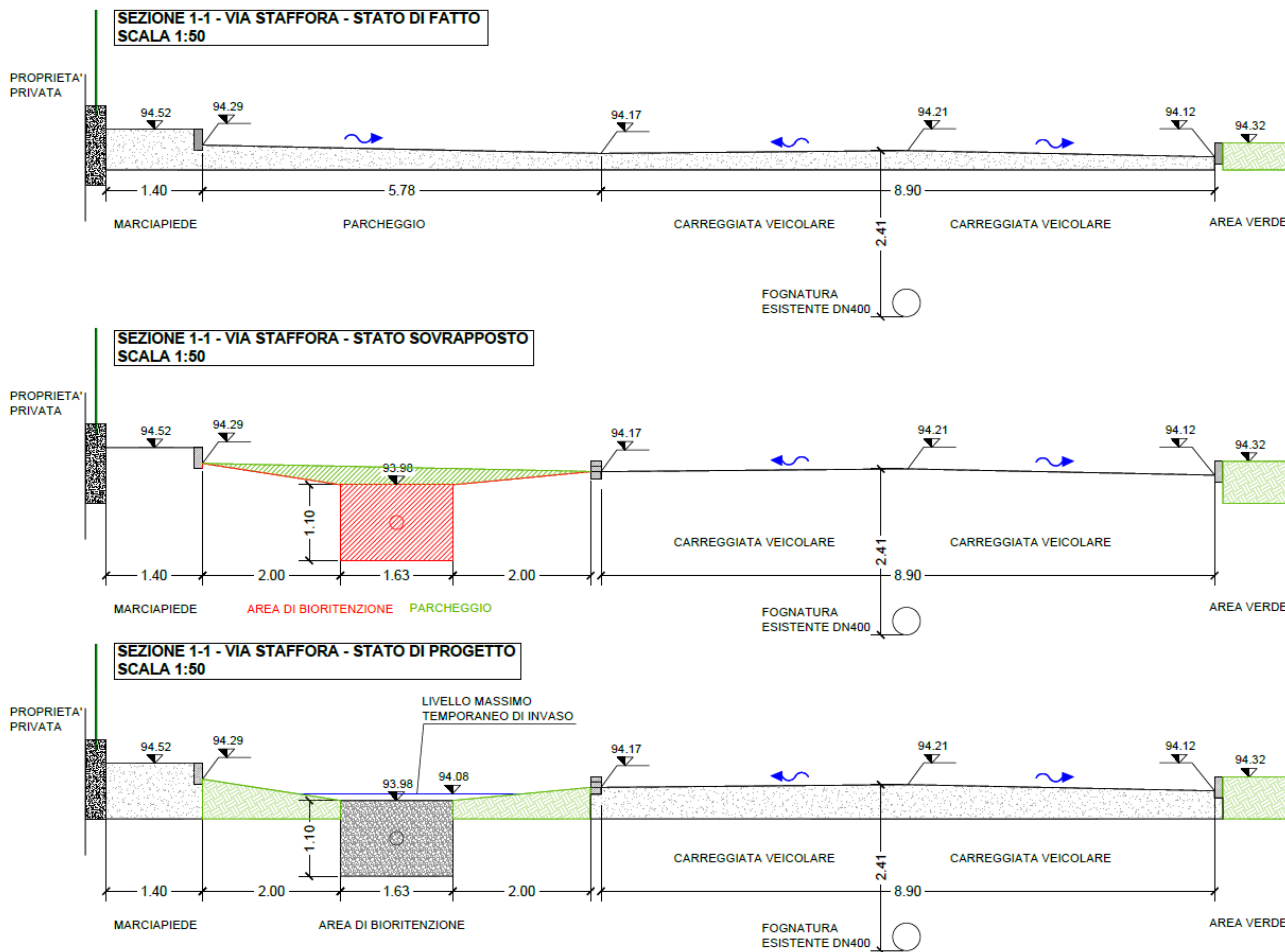 SEZIONE 1-1 - VIA STAFFORA - STATO DI FATTO
SCALA 1:50
PROPRIETA'
PRIVATA
94.52
94.29
94.17
94.21
94.12
94.32
1.40
5.78
8.90
MARCIAPIEDE
PARCHEGGIO
CARREGGIATA VEICOLARE
CARREGGIATA VEICOLARE
AREA VERDE
2.41
FOGNATURA
ESISTENTE DN400
SEZIONE 1-1 - VIA STAFFORA - STATO SOVRAPPOSTO
SCALA 1:50
PROPRIETA'
PRIVATA
94.52
94.29
93.98
94.17
94.21
94.12
94.32
1.10
CARREGGIATA VEICOLARE
CARREGGIATA VEICOLARE
2.41
1.40
2.00
1.63
2.00
8.90
MARCIAPIEDE
AREA DI BIORITENZIONE
PARCHEGGIO
AREA VERDE
FOGNATURA
ESISTENTE DN400
SEZIONE 1-1 - VIA STAFFORA - STATO DI PROGETTO
SCALA 1:50
LIVELLO MASSIMO
TEMPORANEO DI INVASO
PROPRIETA'
PRIVATA
94.52
94.29
93.98
94.08
94.17
94.21
94.12
94.32
1.10
CARREGGIATA VEICOLARE
CARREGGIATA VEICOLARE
2.41
1.40
2.00
1.63
2.00
8.90
MARCIAPIEDE
AREA DI BIORITENZIONE
AREA VERDE
FOGNATURA
ESISTENTE DN400